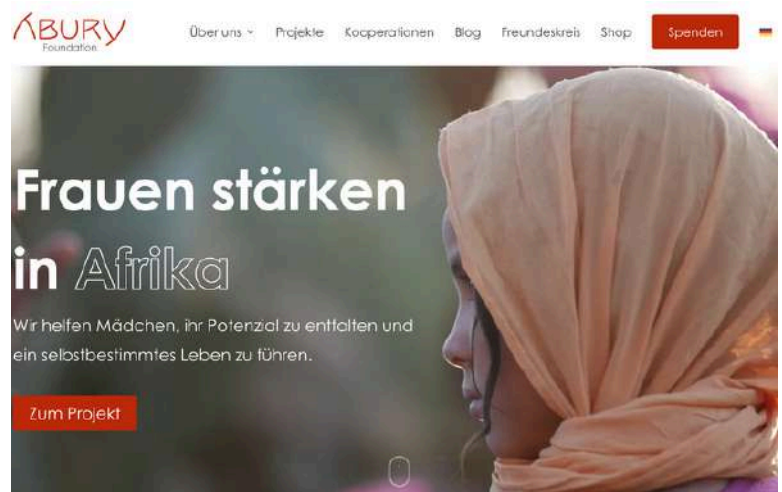 ABURY
Foundation
Über uns
Projekte
Kooperationen
Blog
Freundeskreis
Shop
Spenden
Frauen stärken
in Afrika
Wir helfen Mädchen, ihr Potenzial zu entfalten und
ein selbstbestimmtes Leben zu führen.
Zum Projekt